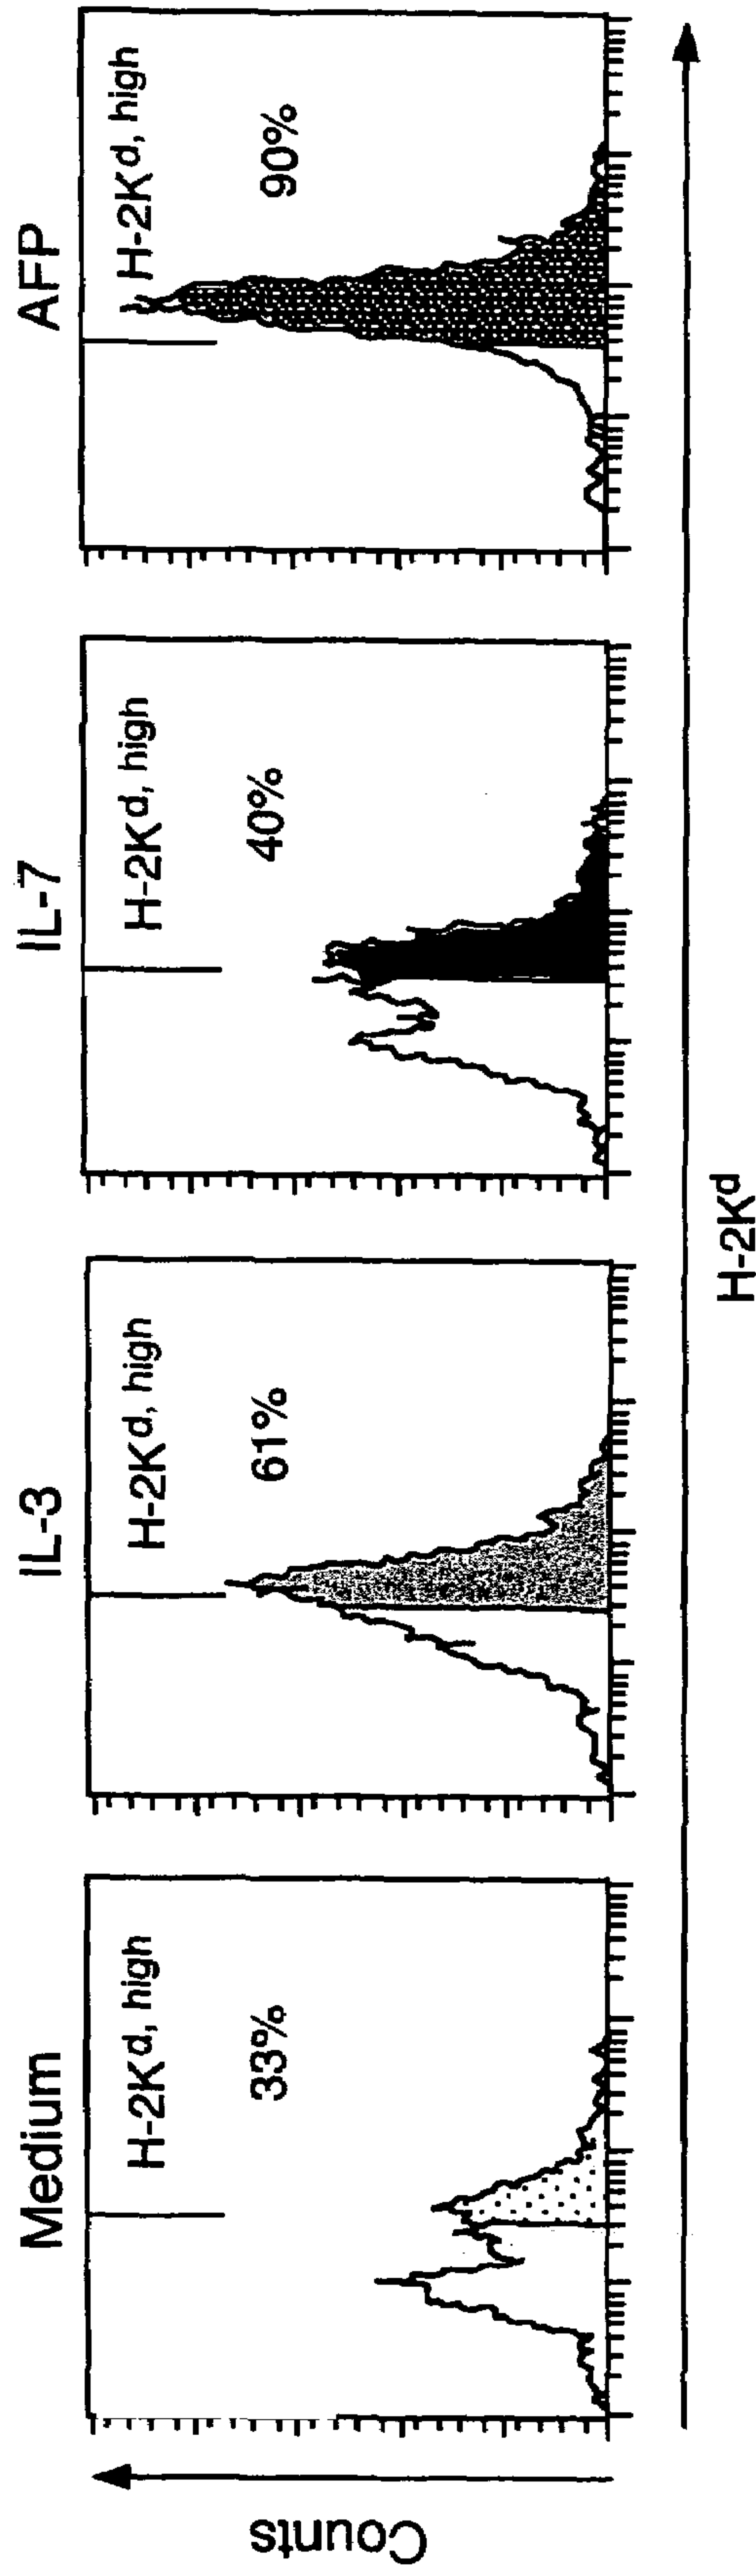 Medium
H-2Kd, high
33%
IL-3
H-2Kd, high
61%
IL-7
H-2Kd, high
40%
AFP
H-2Kd, high
90%
Counts
H-2Kd